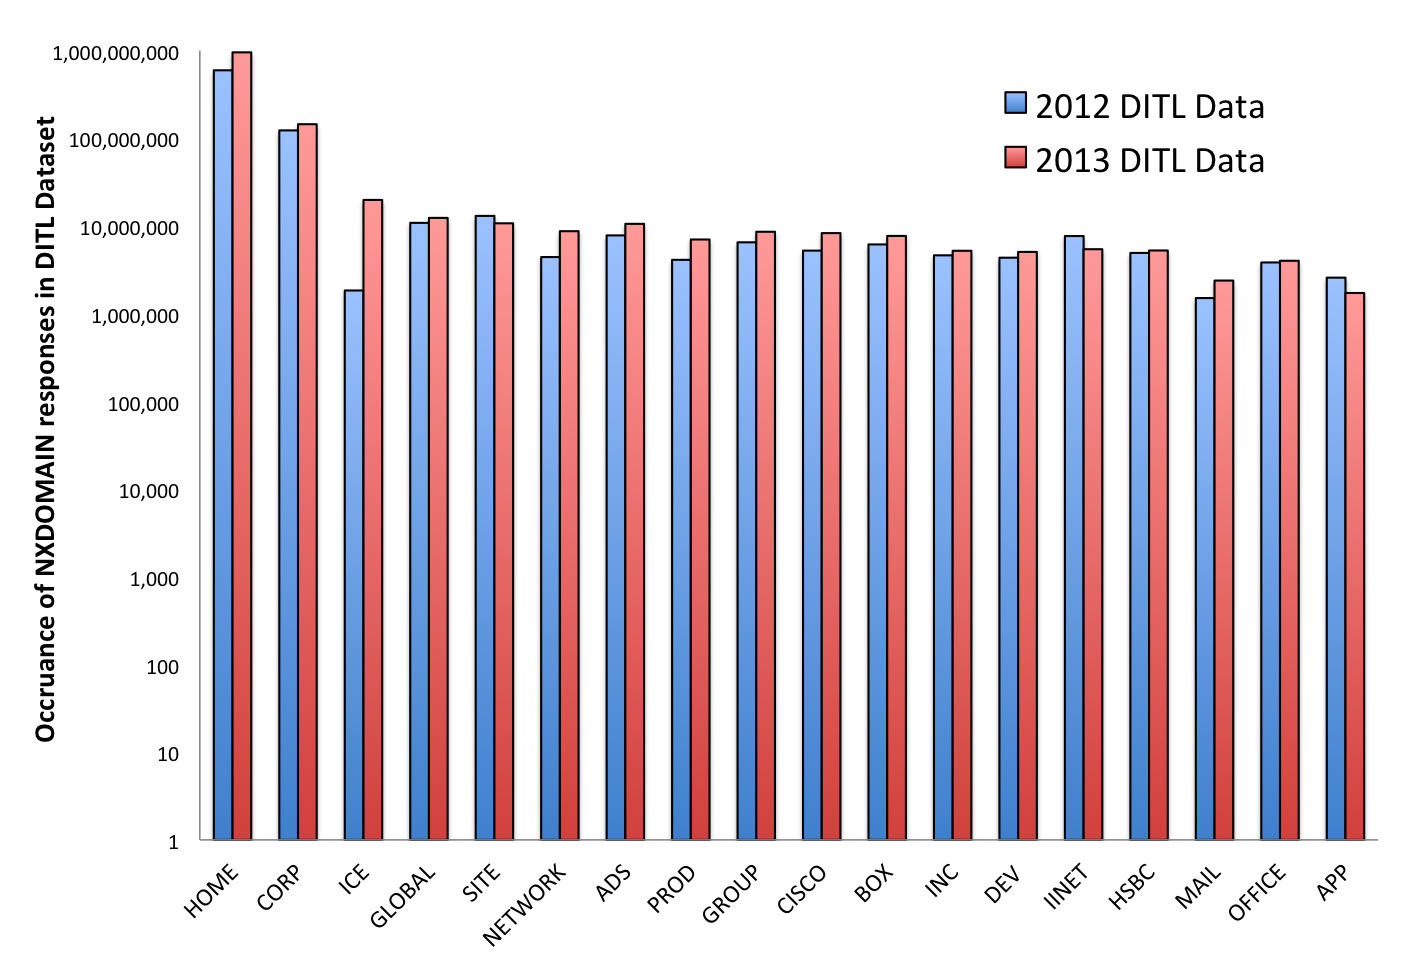 Occruance of NXDOMAIN responses in DITL Dataset
1,000,000,000
100,000,000
10,000,000
1,000,000
100,000
10,000
1,000
100
10
1
2012 DITL Data
2013 DITL Data
HOME
CORP
ICE
GLOBAL
SITE
NETWORK
ADS
PROD
GROUP
CISCO
BOX
INC
DEV
IINET
HSBC
MAIL
OFFICE
APP